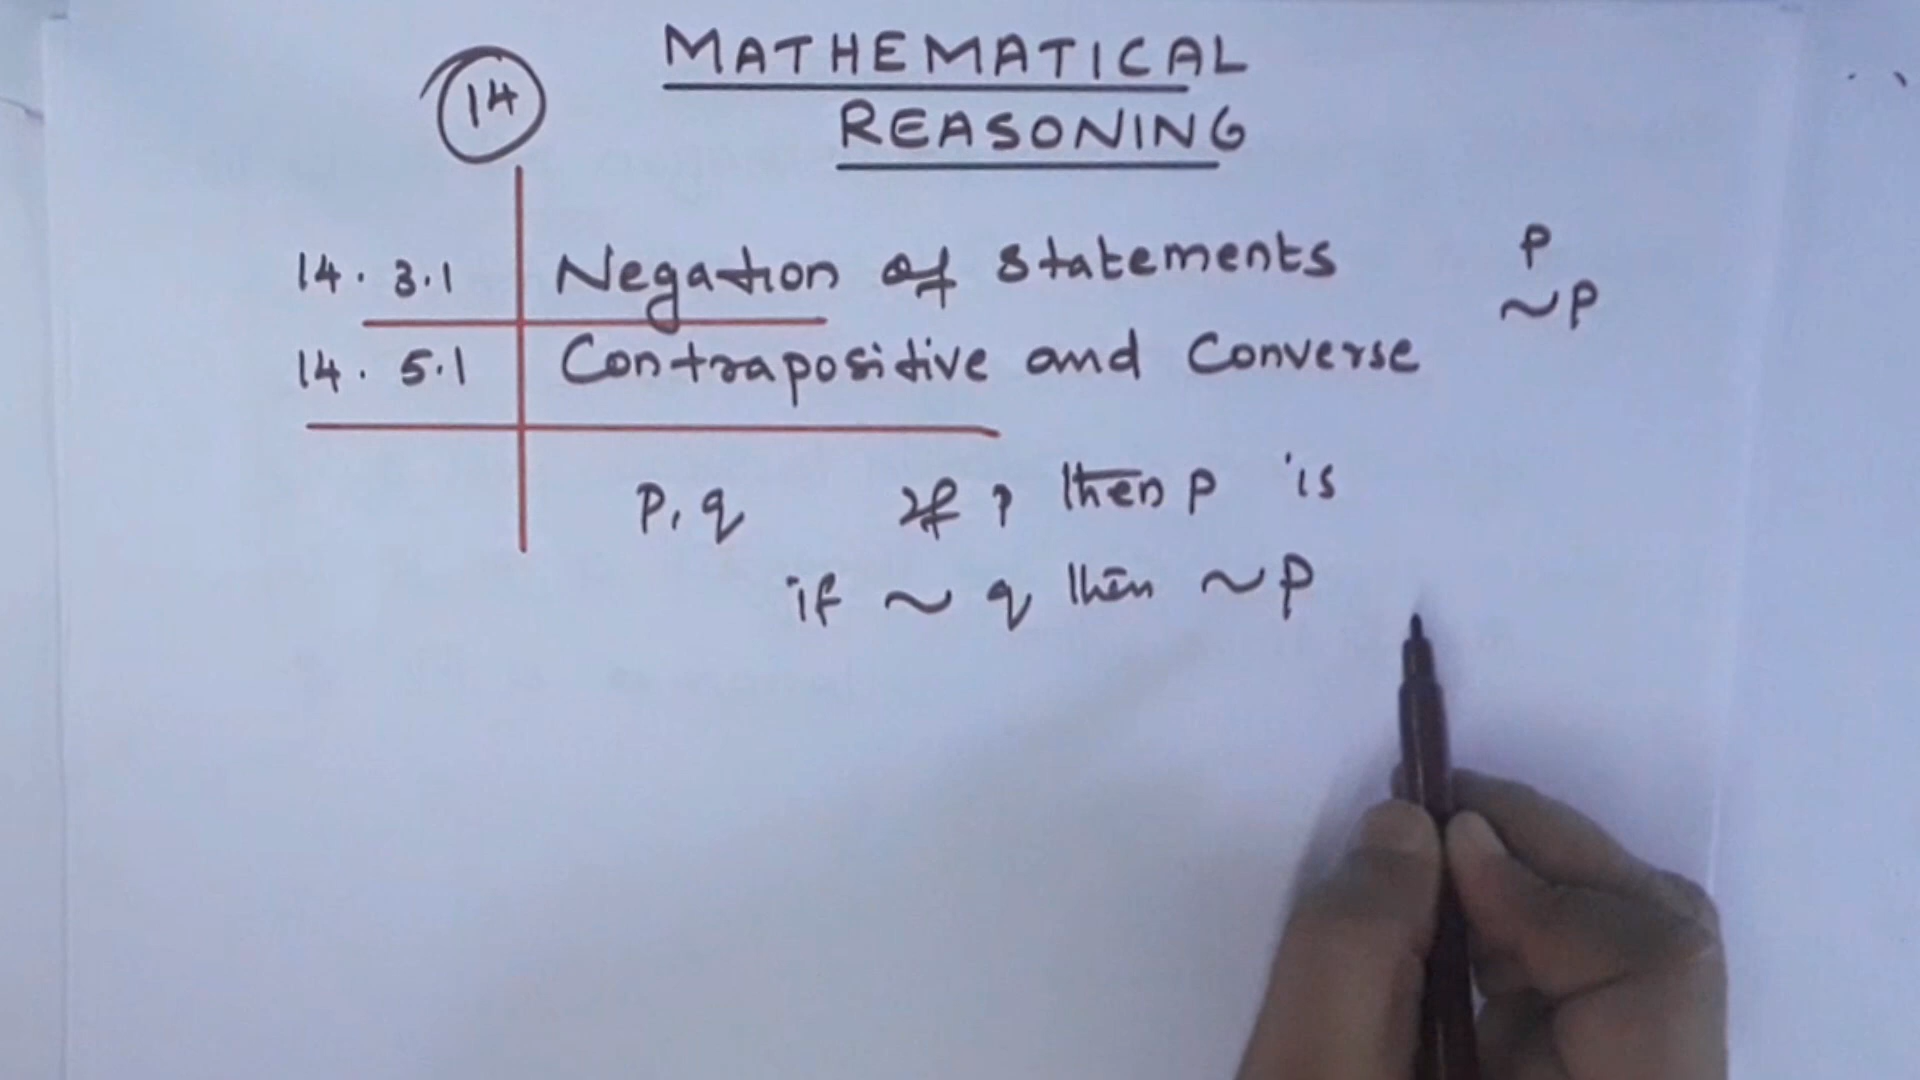 14
MATHEMATICAL
REASONING
14.3.1 Negation of statements
P
~P
14.5.1 Contrapositive and Converse
P, q If P then P is
if ~ q then ~P